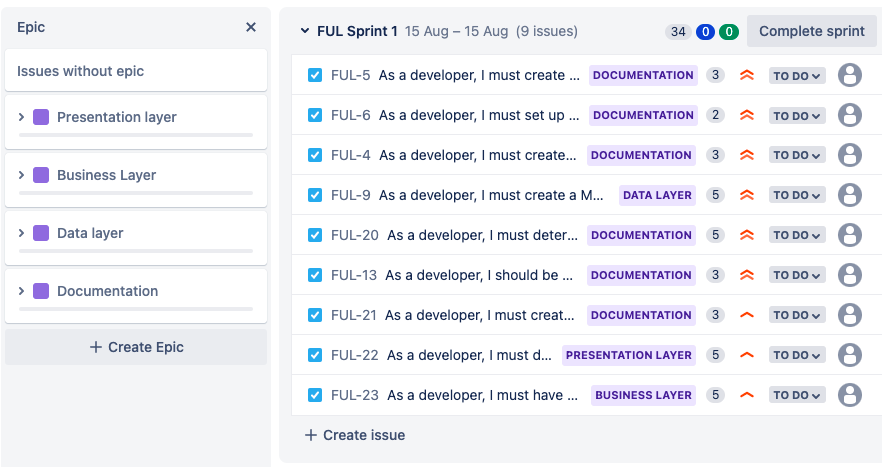 Epic
Issues without epic
Presentation layer
Business Layer
Data layer
Documentation
Create Epic
FUL Sprint 1 15 Aug – 15 Aug (9 issues) 34 0 0 Complete sprint
FUL-5 As a developer, I must create ... DOCUMENTATION 3 TO DO
FUL-6 As a developer, I must set up ... DOCUMENTATION 2 TO DO
FUL-4 As a developer, I must create... DOCUMENTATION 3 TO DO
FUL-9 As a developer, I must create a M... DATA LAYER 5 TO DO
FUL-20 As a developer, I must deter... DOCUMENTATION 5 TO DO
FUL-13 As a developer, I should be ... DOCUMENTATION 3 TO DO
FUL-21 As a developer, I must creat... DOCUMENTATION 3 TO DO
FUL-22 As a developer, I must d... PRESENTATION LAYER 5 TO DO
FUL-23 As a developer, I must have ... BUSINESS LAYER 5 TO DO
Create issue